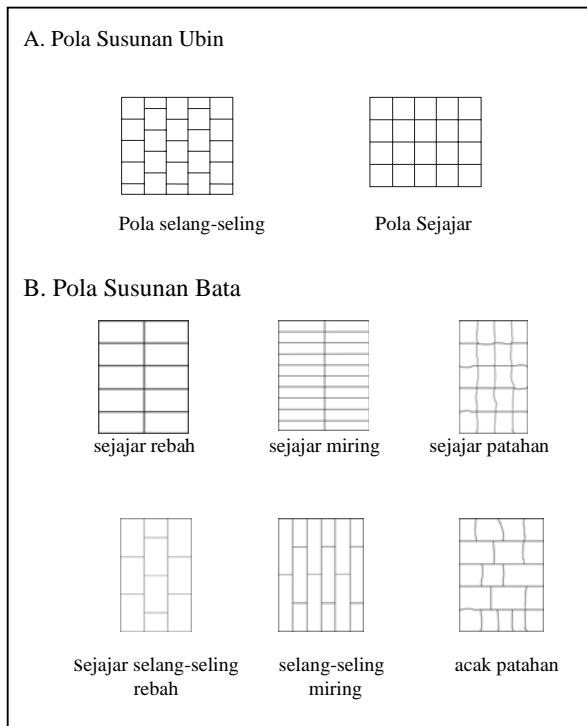 A. Pola Susunan Ubin
Pola selang-seling
Pola Sejajar
B. Pola Susunan Bata
sejajar rebah
sejajar miring
sejajar patahan
Sejajar selang-seling
rebah
selang-seling
miring
acak patahan